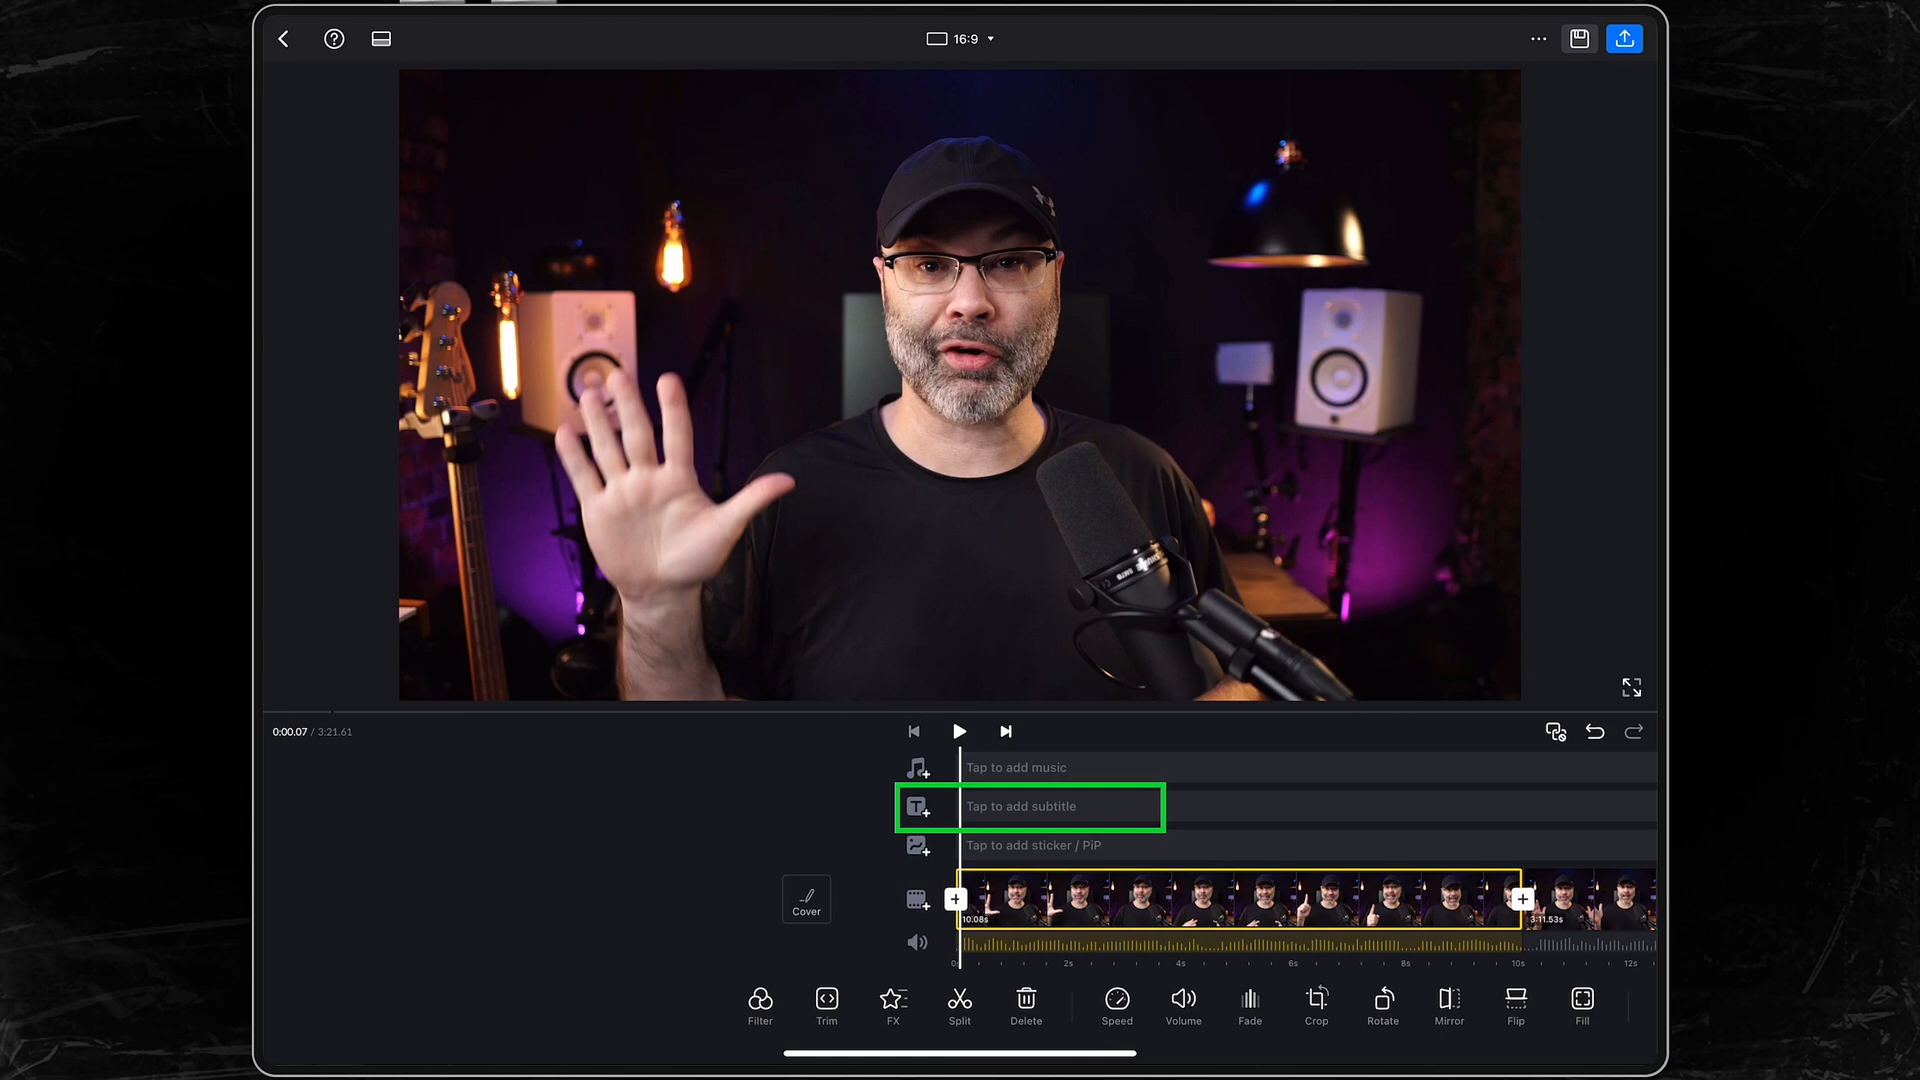 16:9
SM7B
0:00.07 / 3:21.61
Tap to add music
T
Tap to add subtitle
Tap to add sticker / PiP
Cover
10.08s
3:11.53s
2s 4s 6s 8s 10s 12s
Filter Trim FX Split Delete Speed Volume Fade Crop Rotate Mirror Flip Fill